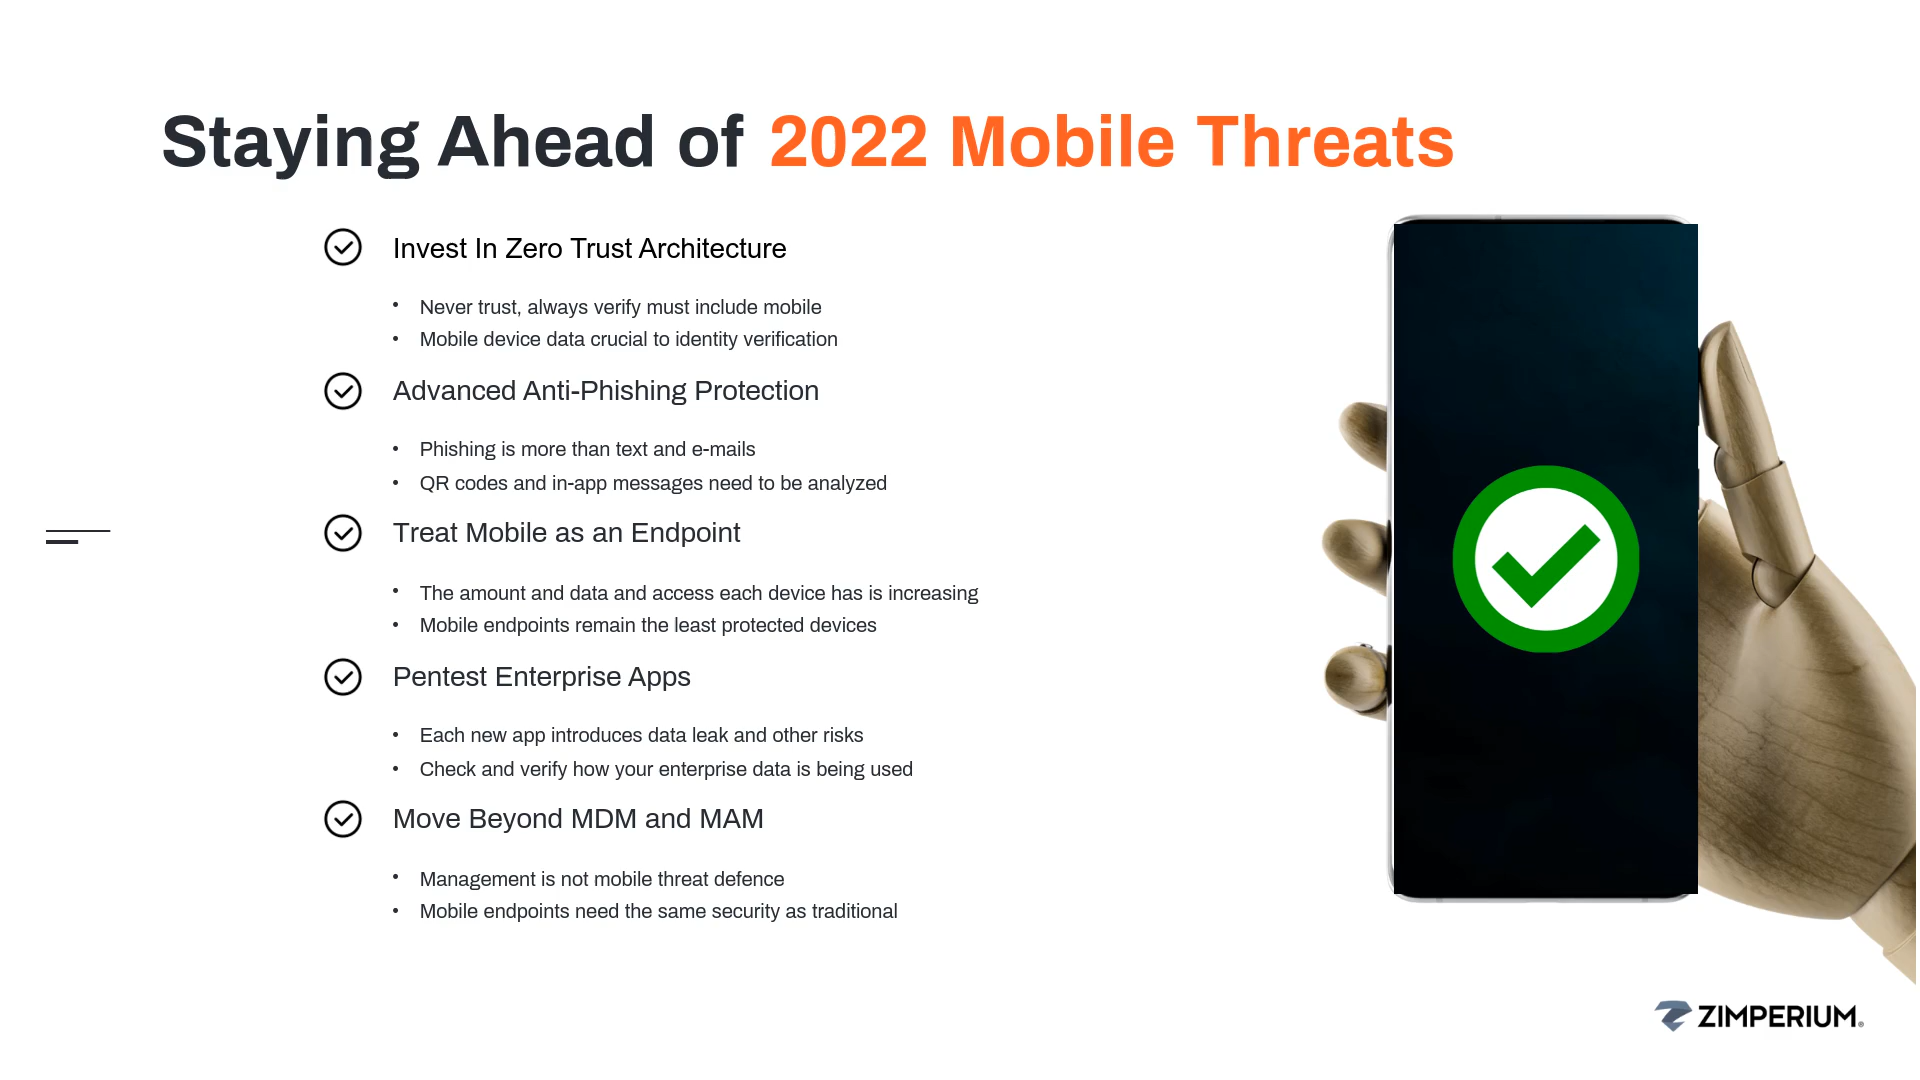 Staying Ahead of 2022 Mobile Threats
Invest In Zero Trust Architecture
• Never trust, always verify must include mobile
• Mobile device data crucial to identity verification
Advanced Anti-Phishing Protection
• Phishing is more than text and e-mails
• QR codes and in-app messages need to be analyzed
Treat Mobile as an Endpoint
• The amount and data and access each device has is increasing
• Mobile endpoints remain the least protected devices
Pentest Enterprise Apps
• Each new app introduces data leak and other risks
• Check and verify how your enterprise data is being used
Move Beyond MDM and MAM
• Management is not mobile threat defence
• Mobile endpoints need the same security as traditional
ZIMPERIUM®